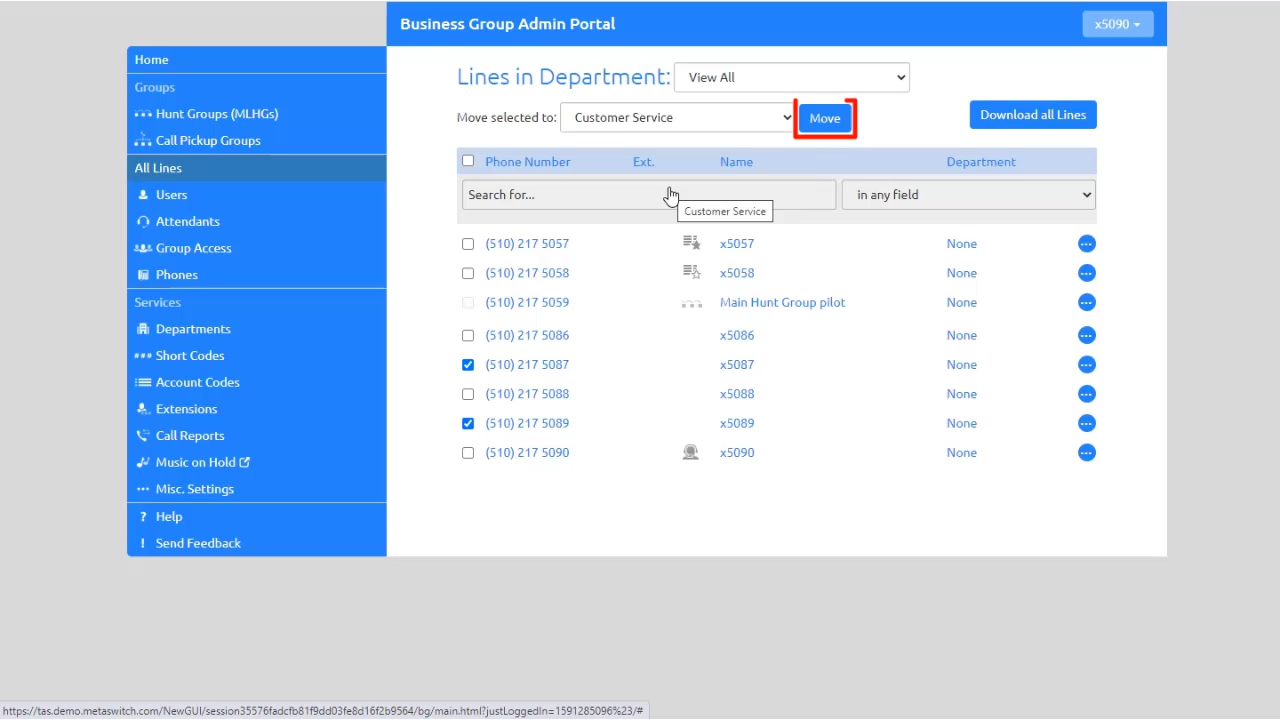 Business Group Admin Portal
x5090
Home
Groups
Hunt Groups (MLHGs)
Call Pickup Groups
All Lines
Users
Attendants
Group Access
Phones
Services
Departments
Short Codes
Account Codes
Extensions
Call Reports
Music on Hold
Misc. Settings
? Help
! Send Feedback
Lines in Department: View All
Move selected to: Customer Service Move Download all Lines
Phone Number Ext. Name Department
Search for... in any field
Customer Service
(510) 217 5057 x5057 None
(510) 217 5058 x5058 None
(510) 217 5059 Main Hunt Group pilot None
(510) 217 5086 x5086 None
(510) 217 5087 x5087 None
(510) 217 5088 x5088 None
(510) 217 5089 x5089 None
(510) 217 5090 x5090 None
https://tas.demo.metaswitch.com/NewGUI/session35576fadcfb81f9dd03fe8d16f2b9564/bg/main.html?justLoggedIn=1591285096%23/#